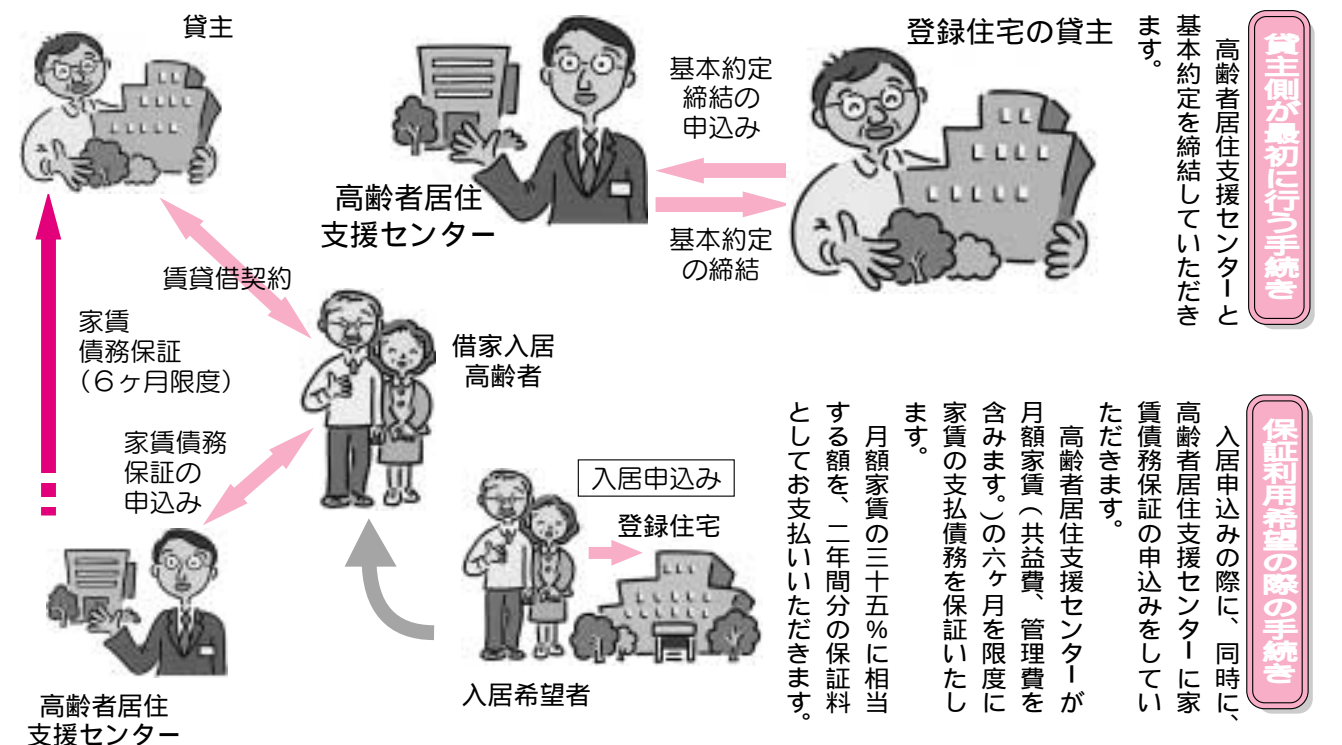 貸主側が最初に行う手続き
高齢者居住支援センターと
基本約定を締結していただき
ます。
登録住宅の貸主
基本約定
締結の
申込み
基本約定
の締結
高齢者居住
支援センター
貸主
賃貸借契約
家賃
債務保証
（６ヶ月限度）
借家入居
高齢者
家賃債務
保証の
申込み
高齢者居住
支援センター
入居申込み
登録住宅
入居希望者
保証利用希望の際の手続き
入居申込みの際に、同時に、
高齢者居住支援センターに家
賃債務保証の申込みをしてい
ただきます。
高齢者居住支援センターが
月額家賃（共益費、管理費を
含みます。）の六ヶ月を限度に
家賃の支払債務を保証いたし
ます。
月額家賃の三十五％に相当
する額を、二年間分の保証料
としてお支払いいただきます。